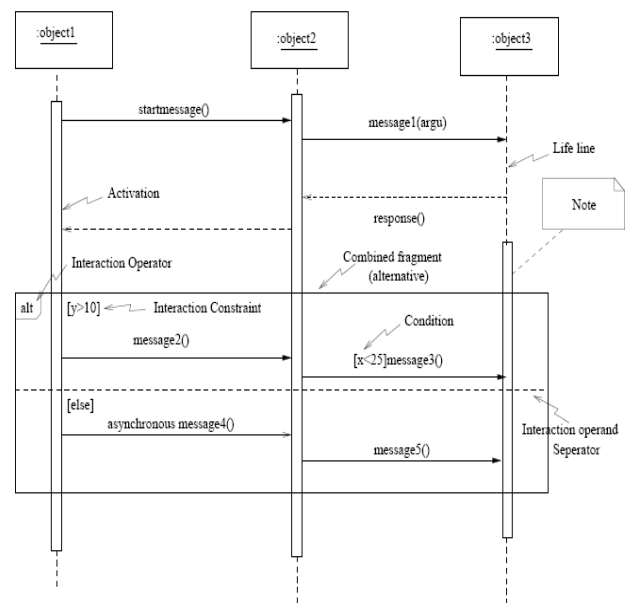 :object1
:object2
:object3
startmessage()
message1(argu)
Life line
Activation
Note
response()
Interaction Operator
Combined fragment
(alternative)
alt
[y>10]
Interaction Constraint
Condition
message2()
[x<25]message3()
[else]
asynchronous message4()
Interaction operand
Seperator
message5()